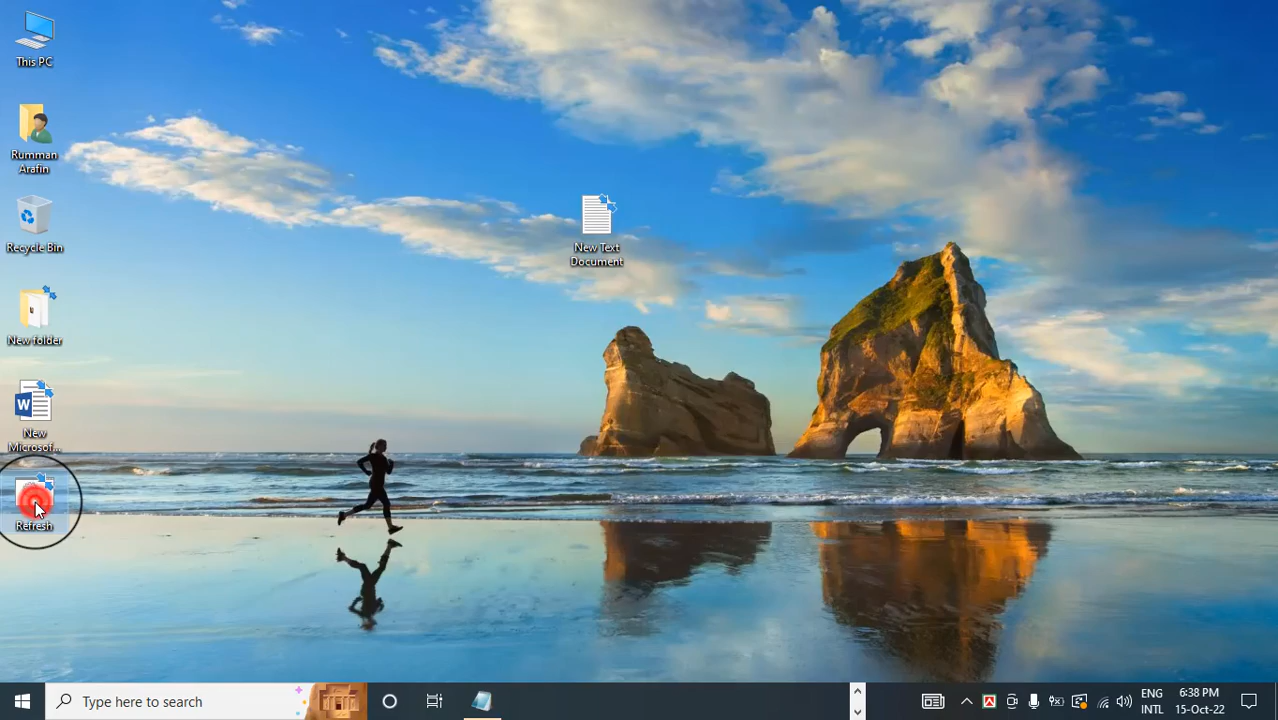 This PC
Rumman
Arafin
Recycle Bin
New folder
W
New
Microsof...
Refresh
New Text
Document
Type here to search
ENG
INTL
6:38 PM
15-Oct-22